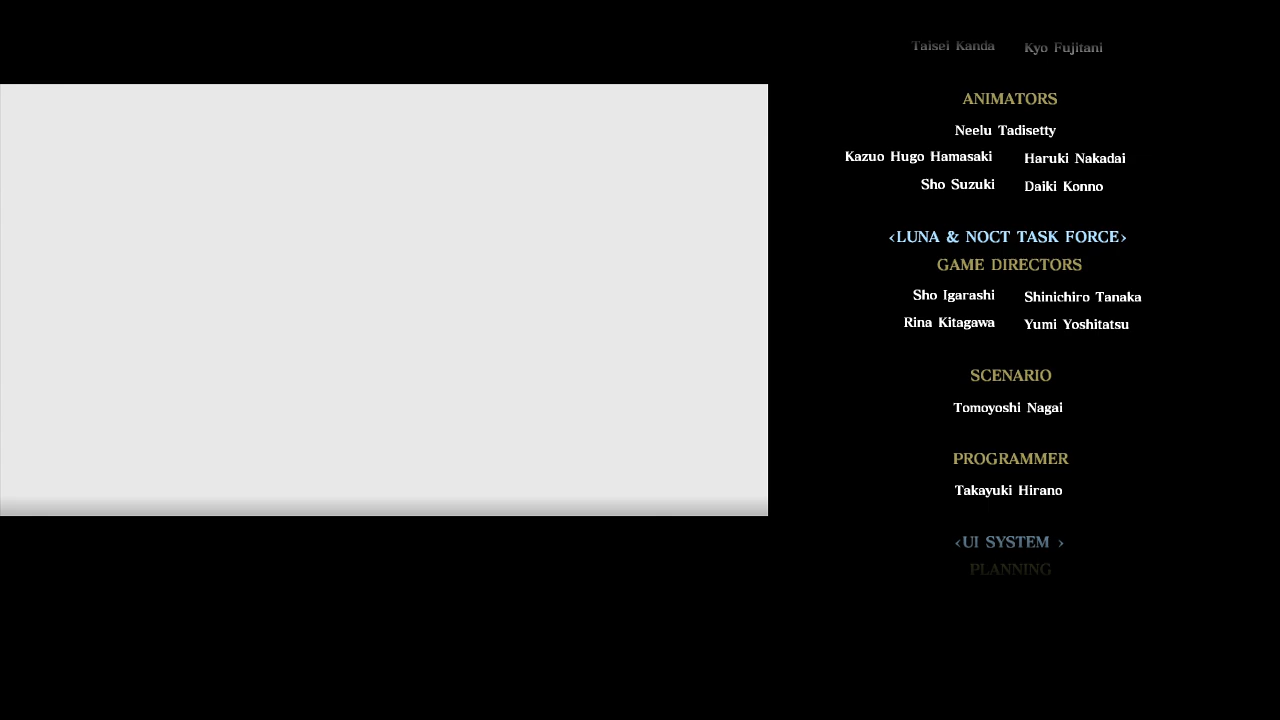 Taisei Kanda Kyo Fujitani
ANIMATORS
Neelu Tadisetty
Kazuo Hugo Hamasaki Haruki Nakadai
Sho Suzuki Daiki Konno
‹LUNA & NOCT TASK FORCE›
GAME DIRECTORS
Sho Igarashi Shinichiro Tanaka
Rina Kitagawa Yumi Yoshitatsu
SCENARIO
Tomoyoshi Nagai
PROGRAMMER
Takayuki Hirano
‹UI SYSTEM ›
PLANNING